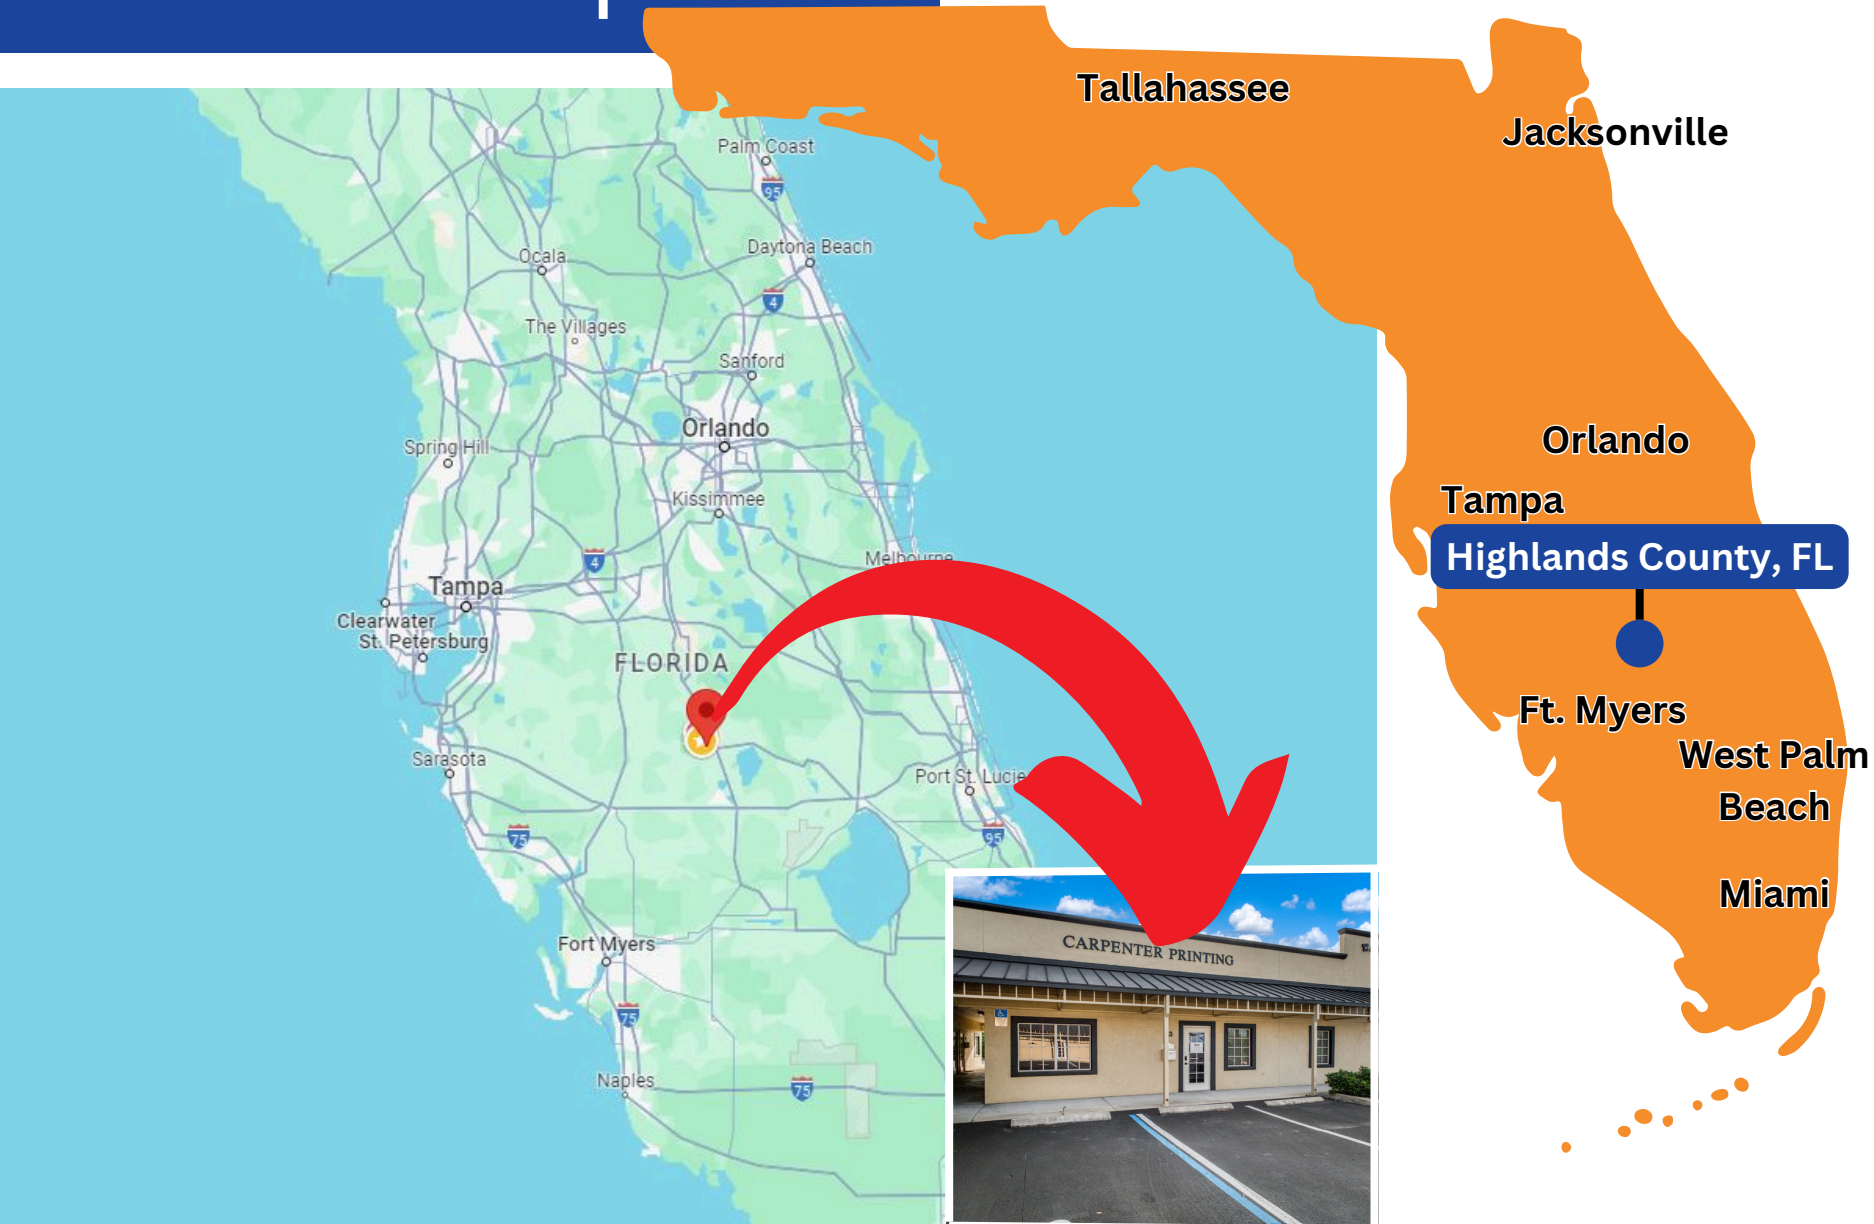 Tallahassee
Jacksonville
Orlando
Tampa
Highlands County, FL
Ft. Myers
West Palm
Beach
Miami
Palm Coast
95
Daytona Beach
Ocala
4
The Villages
Sanford
Orlando
Spring Hill
Kissimmee
4
Melbourne
Tampa
Clearwater
St. Petersburg
FLORIDA
Sarasota
Port St. Lucie
75
95
Fort Myers
75
Naples
75
CARPENTER PRINTING